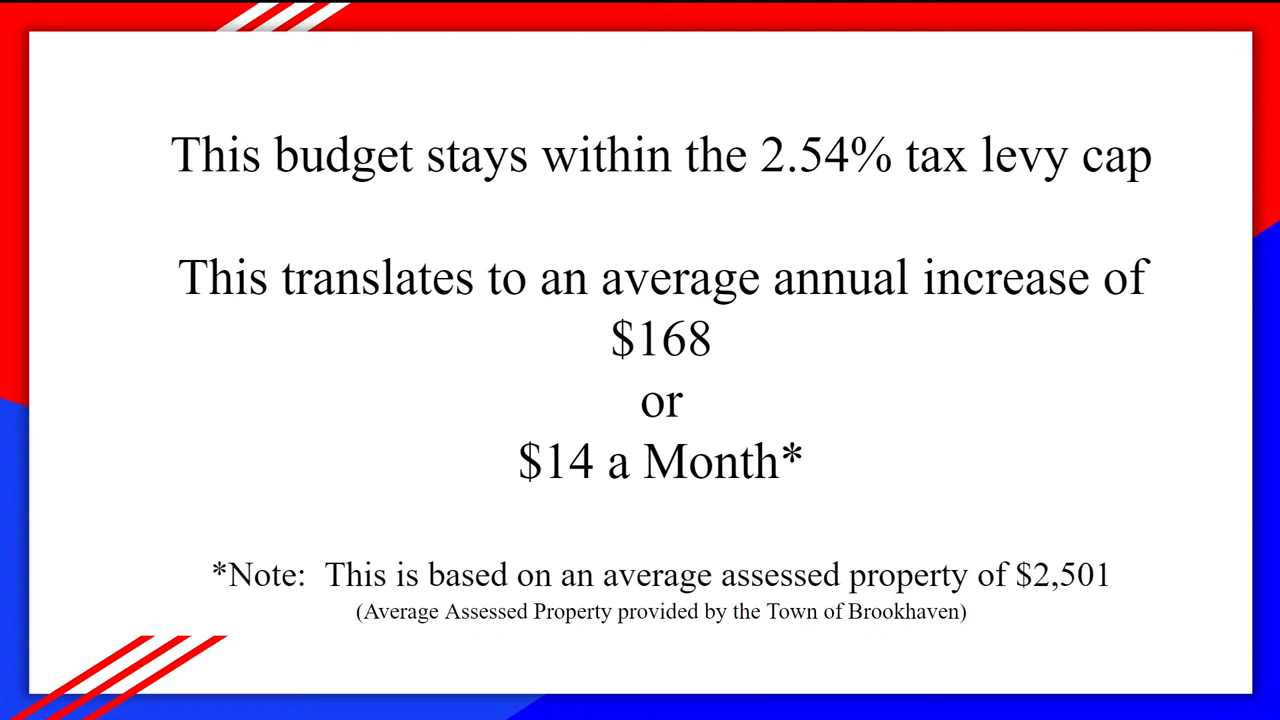 This budget stays within the 2.54% tax levy cap
This translates to an average annual increase of
$168
or
$14 a Month*
*Note: This is based on an average assessed property of $2,501
(Average Assessed Property provided by the Town of Brookhaven)